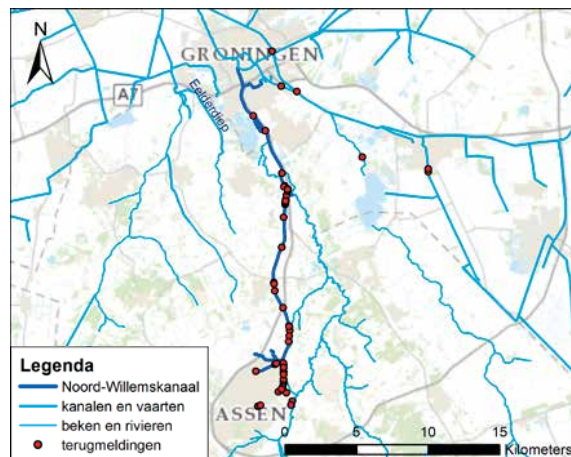 N
GRONINGEN
A7
Eelderdiep
ASSEN
Legenda
Noord-Willemskanaal
kanalen en vaarten
beken en rivieren
terugmeldingen
0 5 10 15
Kilometers